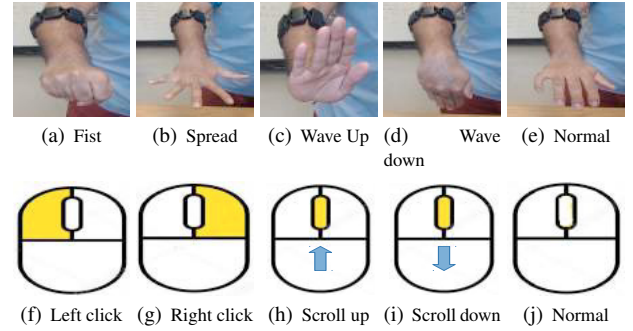 (a) Fist
(b) Spread
(c) Wave Up
(d) Wave
down
(e) Normal
(f) Left click
(g) Right click
(h) Scroll up
(i) Scroll down
(j) Normal